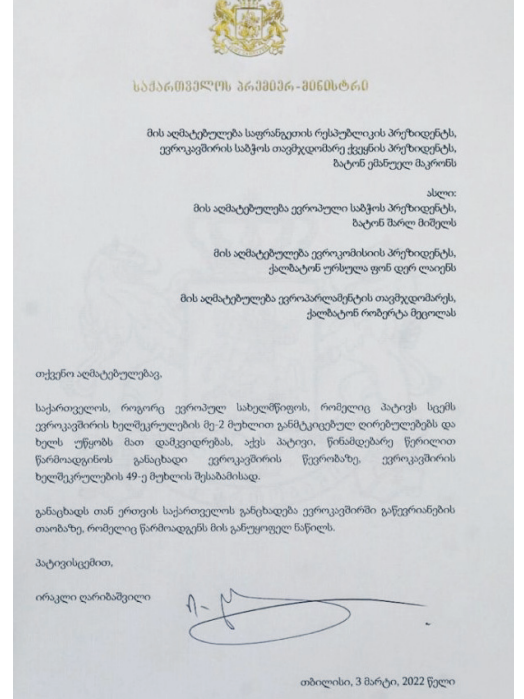 საქართველოს პრემიერ-მინისტრი
მის აღმატებულება საფრანგეთის რესპუბლიკის პრეზიდენტს,
ევროკავშირის საბჭოს თავმჯდომარე ქვეყნის პრეზიდენტს,
ბატონ ემანუელ მაკრონს
ასლი:
მის აღმატებულება ევროპული საბჭოს პრეზიდენტს,
ბატონ შარლ მიშელს
მის აღმატებულება ევროკომისიის პრეზიდენტს,
ქალბატონ ურსულა ფონ დერ ლაიენს
მის აღმატებულება ევროპარლამენტის თავმჯდომარეს,
ქალბატონ რობერტა მეცოლას
თქვენო აღმატებულებავ,
საქართველოს, როგორც ევროპულ სახელმწიფოს, რომელიც პატივს სცემს
ევროკავშირის ხელშეკრულების მე-2 მუხლით განმტკიცებულ ღირებულებებს და
ხელს უწყობს მათ დამკვიდრებას, აქვს პატივი, წინამდებარე წერილით
წარმოადგინოს განაცხადი ევროკავშირის წევრობაზე, ევროკავშირის
ხელშეკრულების 49-ე მუხლის შესაბამისად.
განაცხადს თან ერთვის საქართველოს განცხადება ევროკავშირში გაწევრიანების
თაობაზე, რომელიც წარმოადგენს მის განუყოფელ ნაწილს.
პატივისცემით,
ირაკლი ღარიბაშვილი
თბილისი, 3 მარტი, 2022 წელი